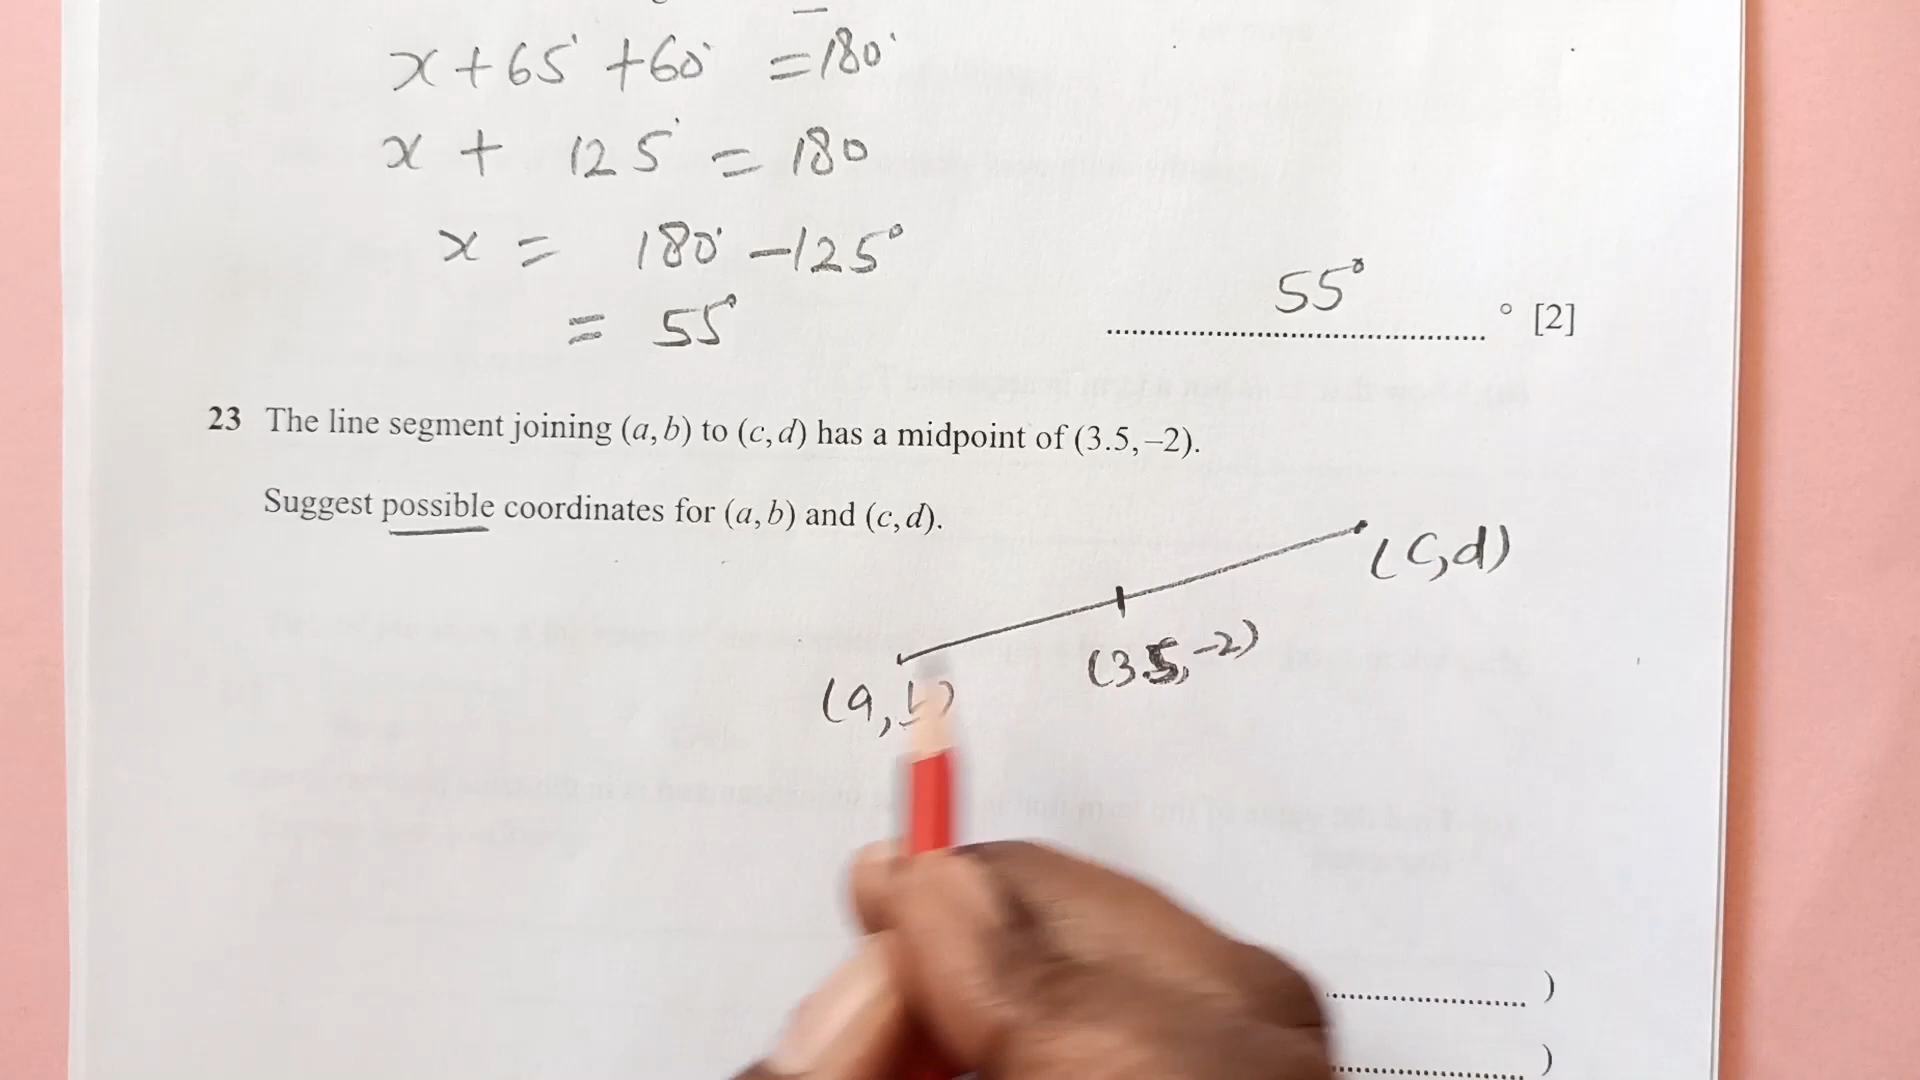 x + 65° + 60° = 180°
x + 125° = 180
x = 180° - 125°
= 55°
55°
° [2]
23 The line segment joining (a, b) to (c, d) has a midpoint of (3.5, –2).
Suggest possible coordinates for (a, b) and (c, d).
(c, d)
(3.5, -2)
(a, b)
)
)